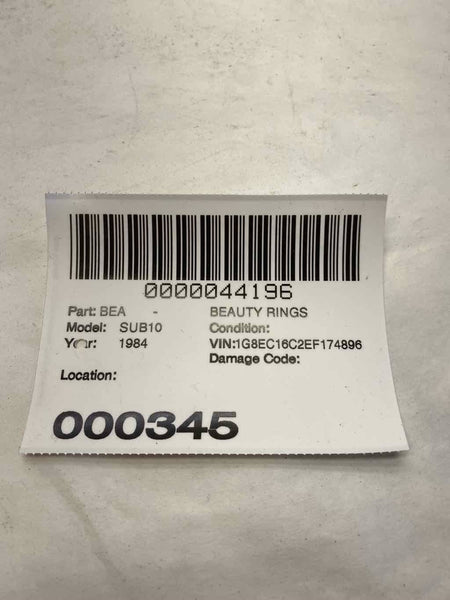 0000044196
Part: BEA - BEAUTY RINGS
Model: SUB10 Condition:
Year: 1984 VIN:1G8EC16C2EF174896
Damage Code:
Location:
000345